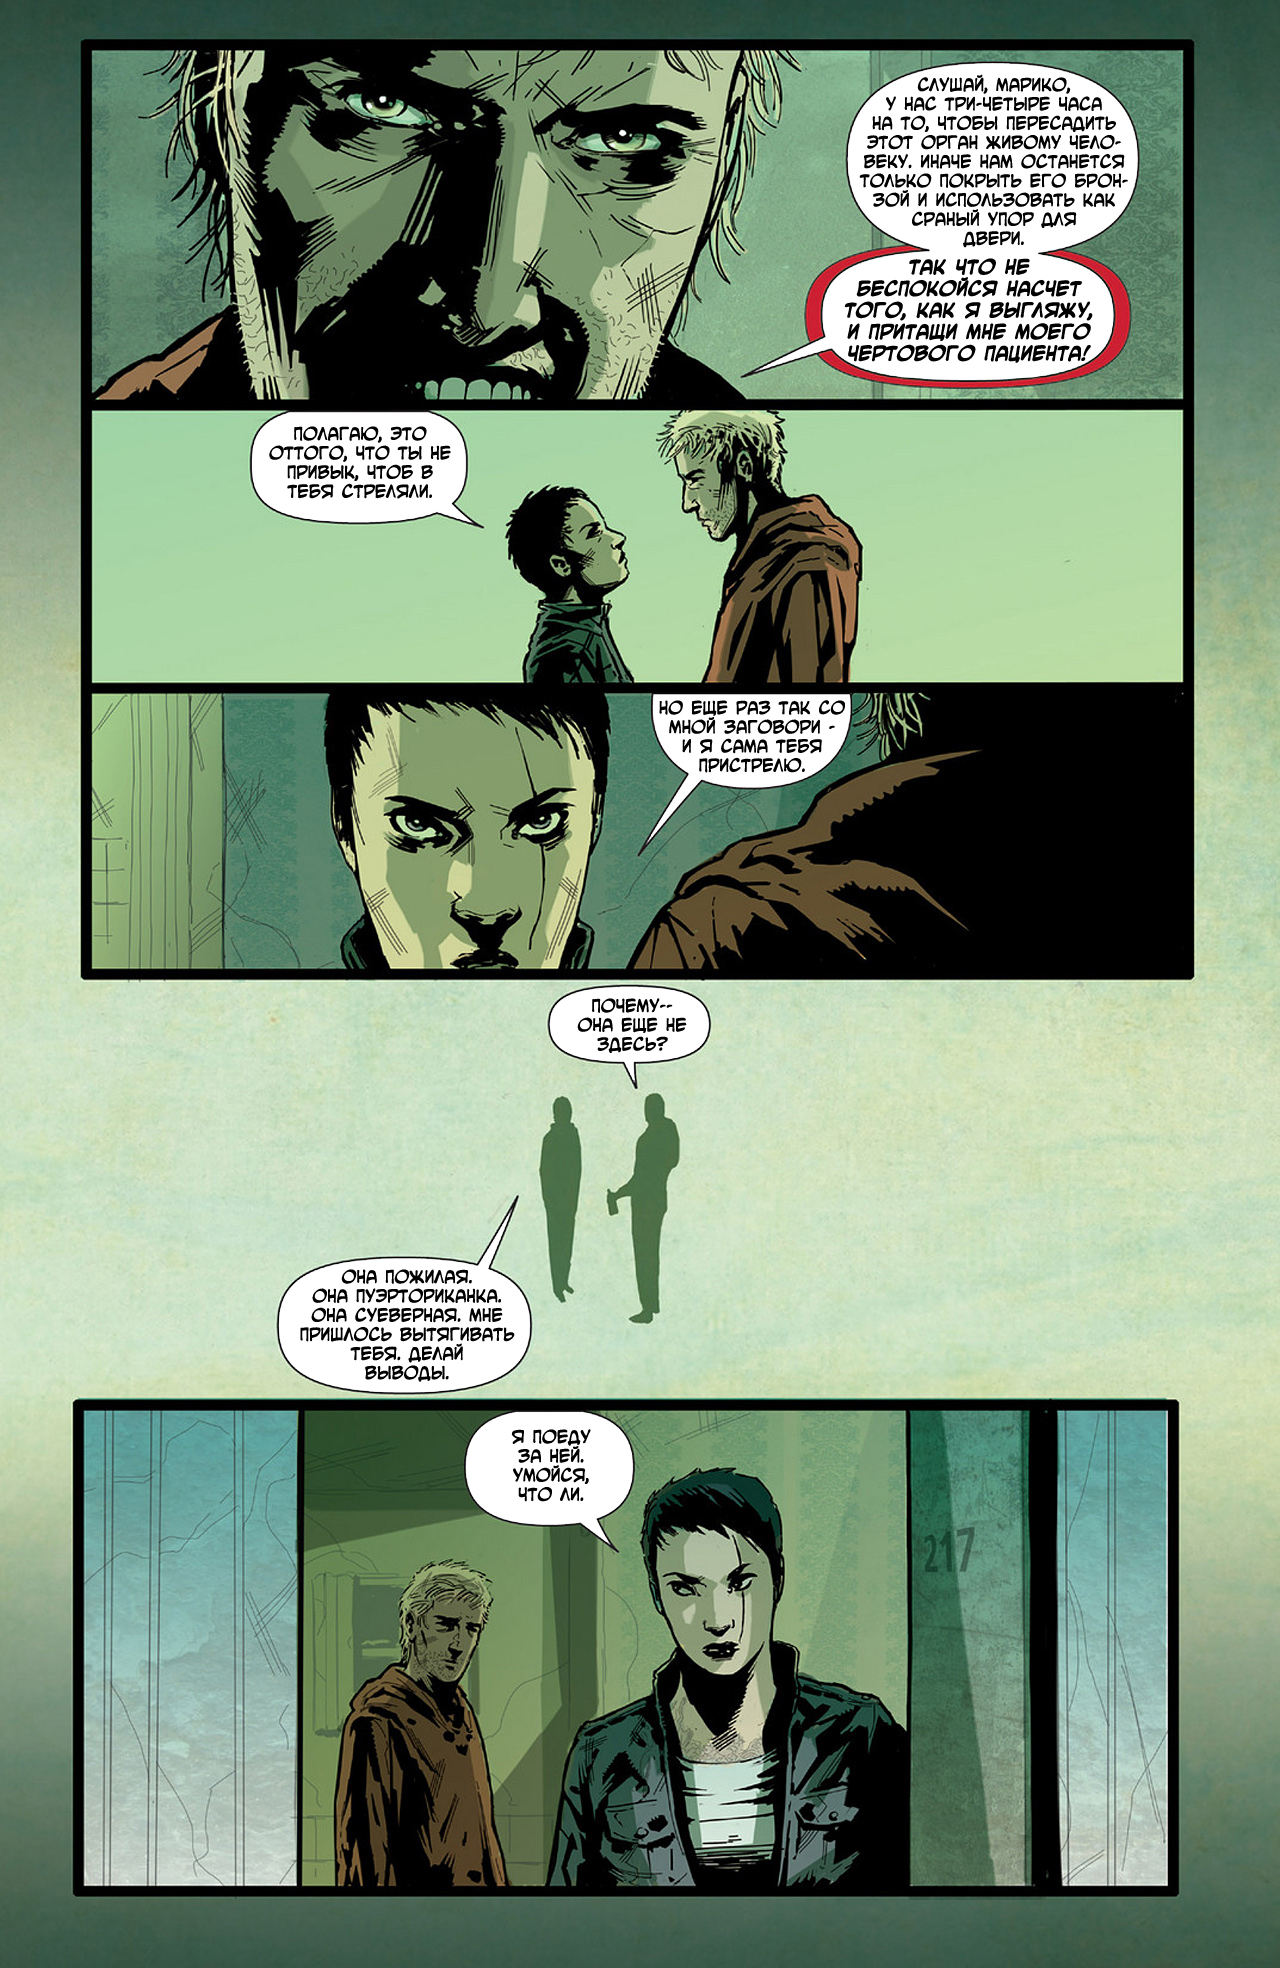 СЛУШАЙ, МАРИКО,
У НАС ТРИ-ЧЕТЫРЕ ЧАСА
НА ТО, ЧТОБЫ ПЕРЕСАДИТЬ
ЭТОТ ОРГАН ЖИВОМУ ЧЕЛО-
ВЕКУ. ИНАЧЕ НАМ ОСТАНЕТСЯ
ТОЛЬКО ПОКРЫТЬ ЕГО БРОН-
ЗОЙ И ИСПОЛЬЗОВАТЬ КАК
СРАНЫЙ УПОР ДЛЯ
ДВЕРИ.
ТАК ЧТО НЕ
БЕСПОКОЙСЯ НАСЧЕТ
ТОГО, КАК Я ВЫГЛЯЖУ,
И ПРИТАЩИ МНЕ МОЕГО
ЧЕРТОВОГО ПАЦИЕНТА!
ПОЛАГАЮ, ЭТО
ОТТОГО, ЧТО ТЫ НЕ
ПРИВЫК, ЧТОБ В
ТЕБЯ СТРЕЛЯЛИ.
НО ЕЩЕ РАЗ ТАК СО
МНОЙ ЗАГОВОРИ -
И Я САМА ТЕБЯ
ПРИСТРЕЛЮ.
ПОЧЕМУ--
ОНА ЕЩЕ НЕ
ЗДЕСЬ?
ОНА ПОЖИЛАЯ.
ОНА ПУЭРТОРИКАНКА.
ОНА СУЕВЕРНАЯ. МНЕ
ПРИШЛОСЬ ВЫТЯГИВАТЬ
ТЕБЯ. ДЕЛАЙ
ВЫВОДЫ.
Я ПОЕДУ
ЗА НЕЙ.
УМОЙСЯ,
ЧТО ЛИ.
217